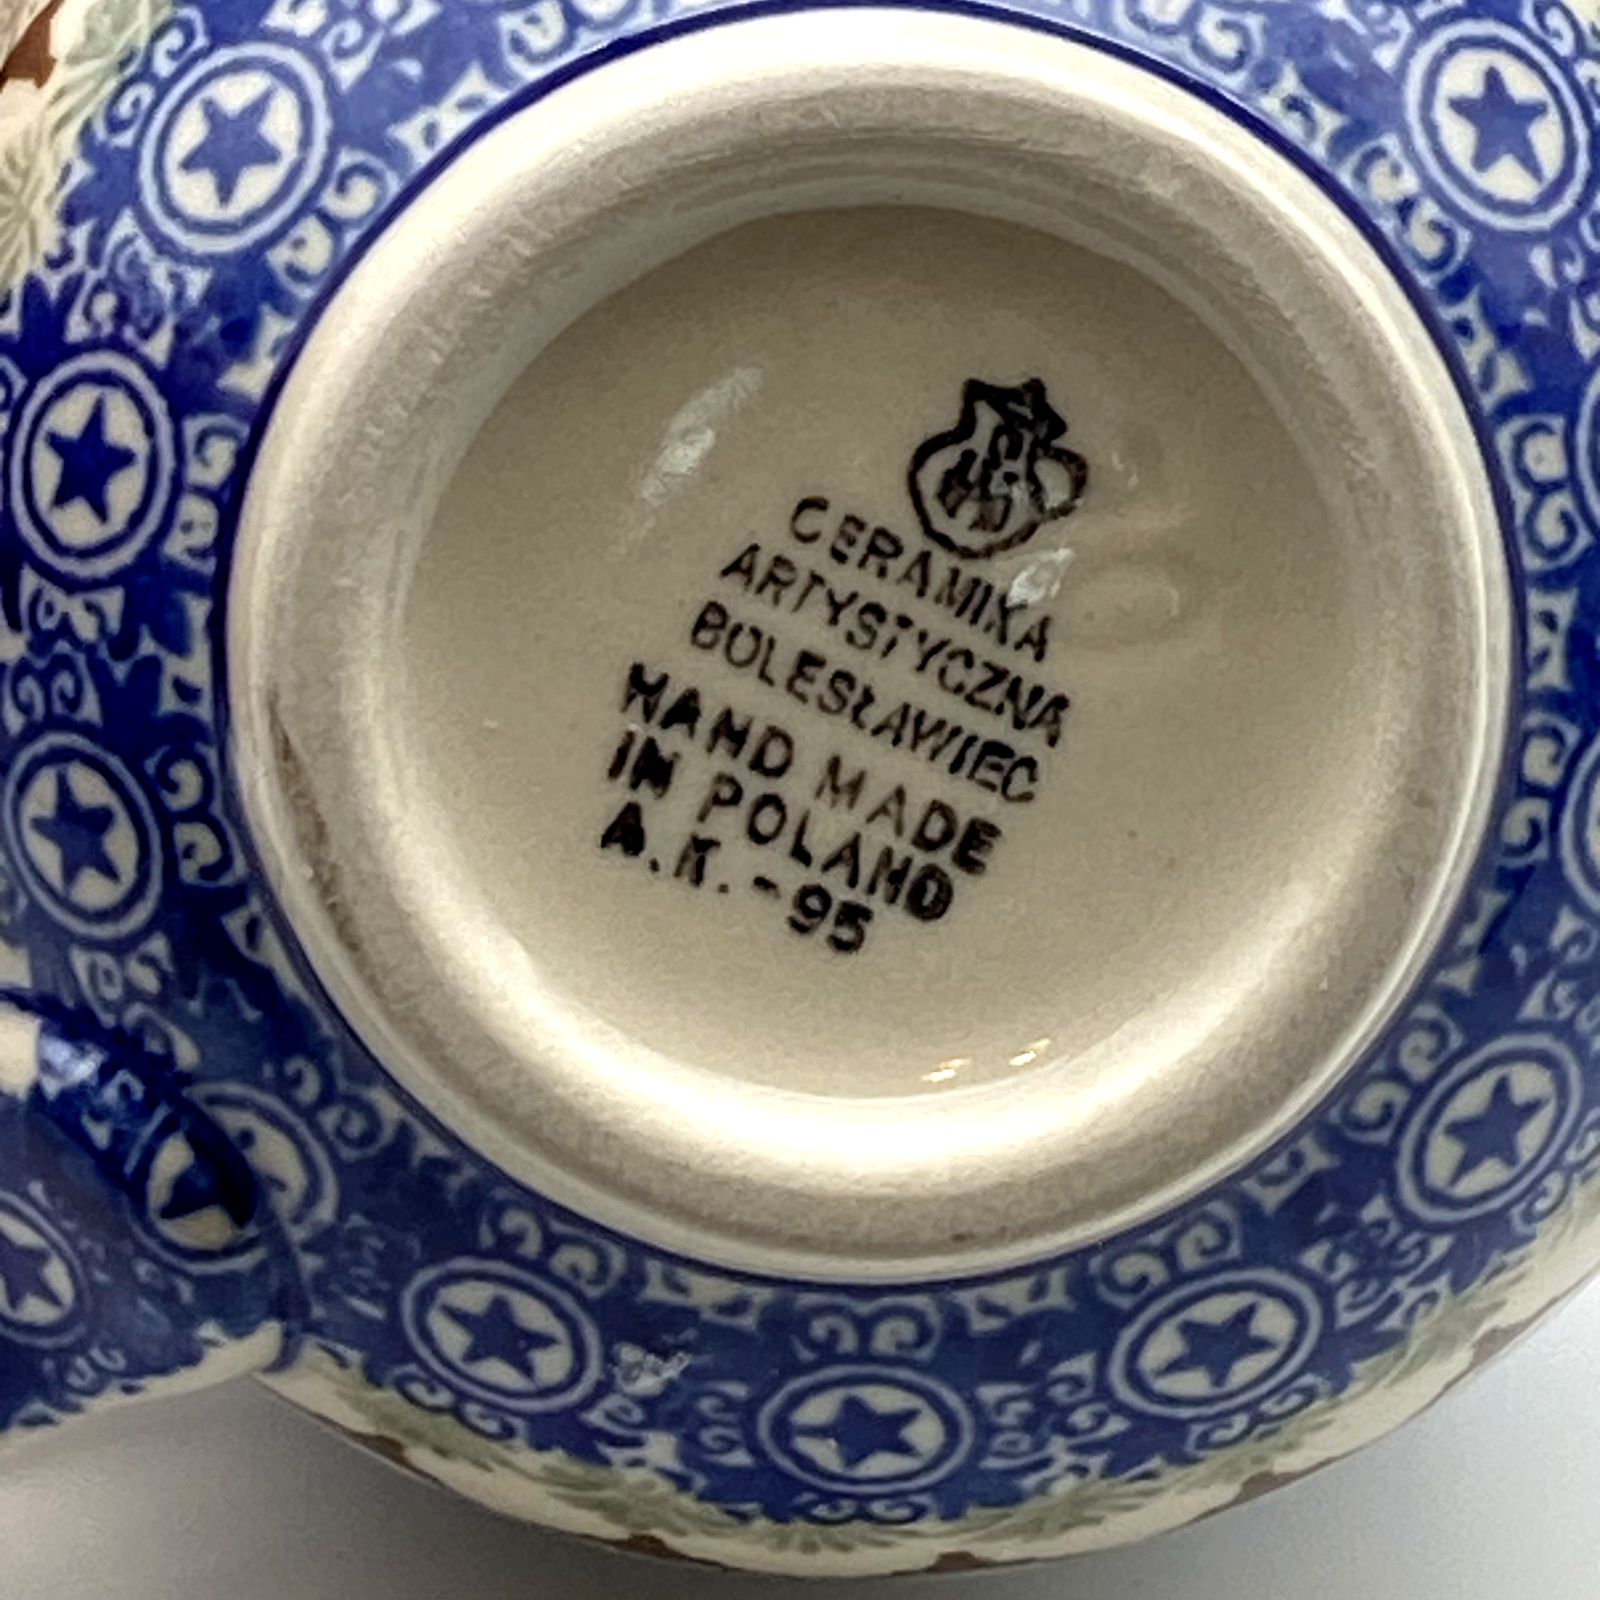 CERAMIKA
ARTYSTYCZNA
BOLESŁAWIEC
HAND MADE
IN POLAND
A.K.-95